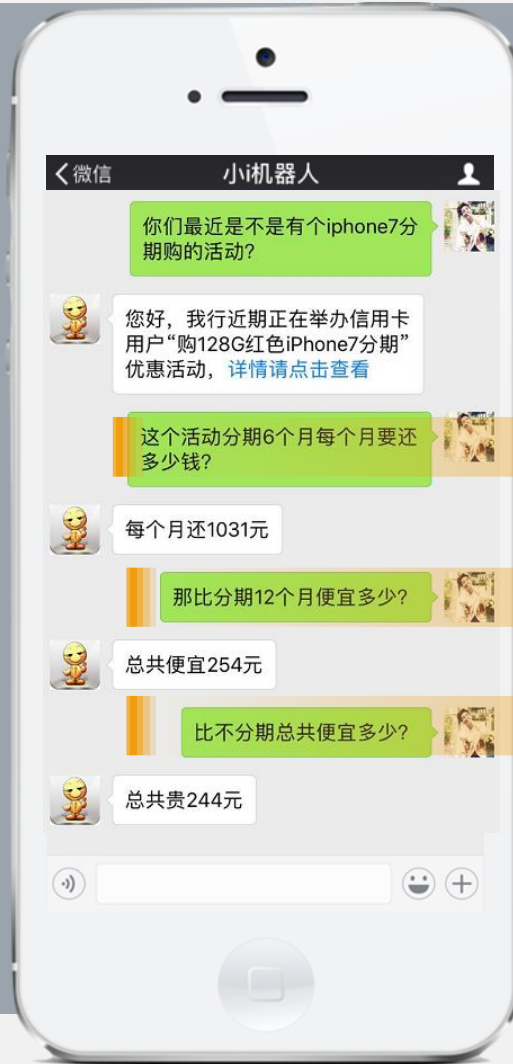 微信
小i机器人
你们最近是不是有个iphone7分
期购的活动?
您好，我行近期正在举办信用卡
用户“购128G红色iPhone7分期”
优惠活动，详情请点击查看
这个活动分期6个月每个月要还
多少钱?
每个月还1031元
那比分期12个月便宜多少?
总共便宜254元
比不分期总共便宜多少?
总共贵244元